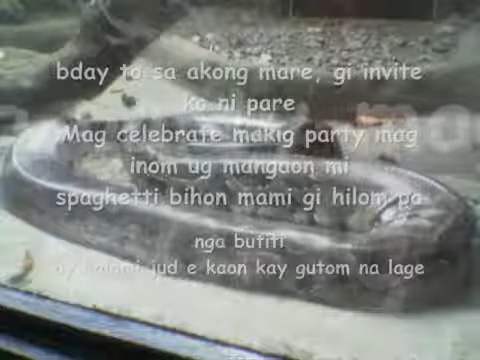 bday to sa akong mare, gi invite
ko ni pare
Mag celebrate makig party mag
inom ug mangaon mi
spaghetti bihon mami gi hilom pa
nga butiti
jud e kaon kay gutom na lage